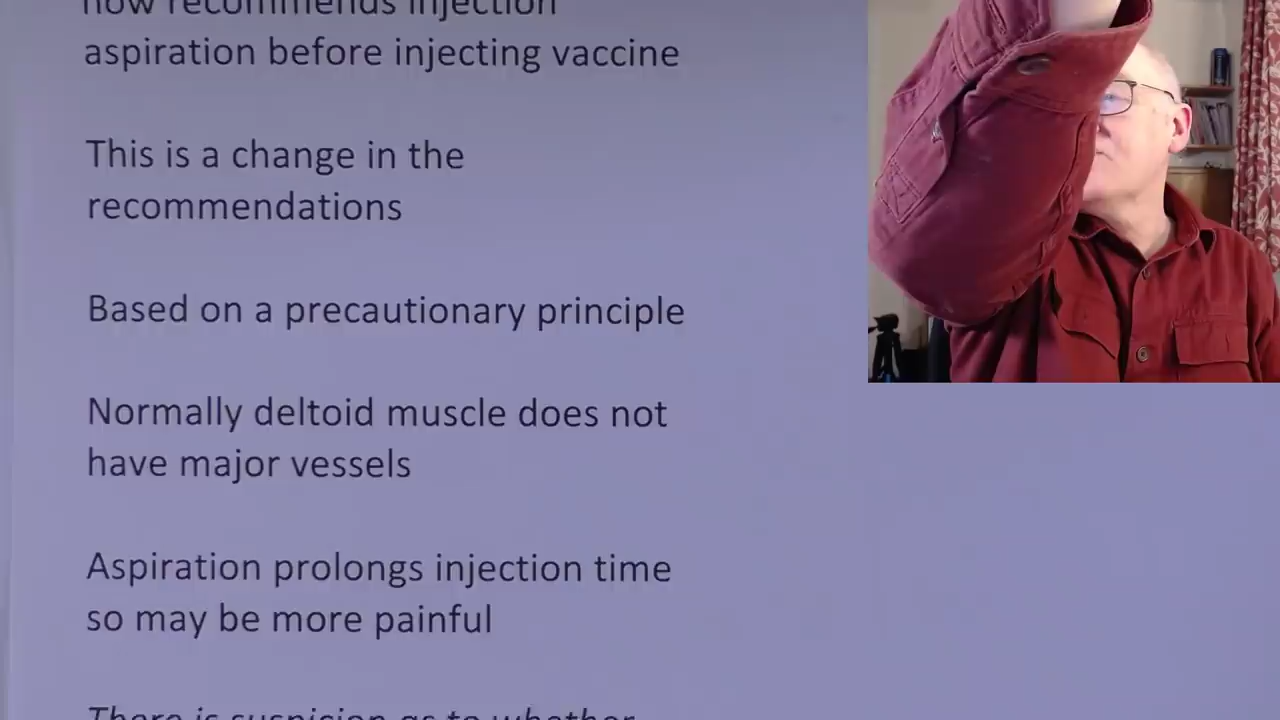 now recommends injection
aspiration before injecting vaccine
This is a change in the
recommendations
Based on a precautionary principle
Normally deltoid muscle does not
have major vessels
Aspiration prolongs injection time
so may be more painful
There is suspicion as to whether